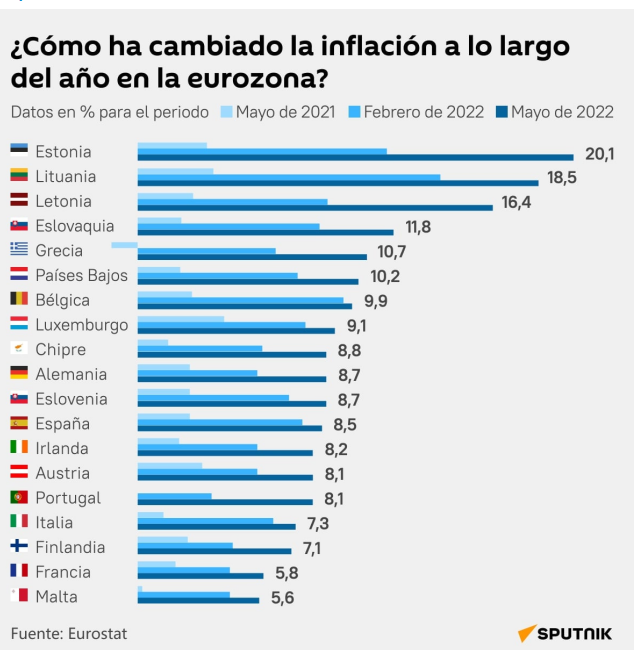 ¿Cómo ha cambiado la inflación a lo largo
del año en la eurozona?
Datos en % para el periodo Mayo de 2021 Febrero de 2022 Mayo de 2022
Estonia 20,1
Lituania 18,5
Letonia 16,4
Eslovaquia 11,8
Grecia 10,7
Países Bajos 10,2
Bélgica 9,9
Luxemburgo 9,1
Chipre 8,8
Alemania 8,7
Eslovenia 8,7
España 8,5
Irlanda 8,2
Austria 8,1
Portugal 8,1
Italia 7,3
Finlandia 7,1
Francia 5,8
Malta 5,6
Fuente: Eurostat SPUTNIK